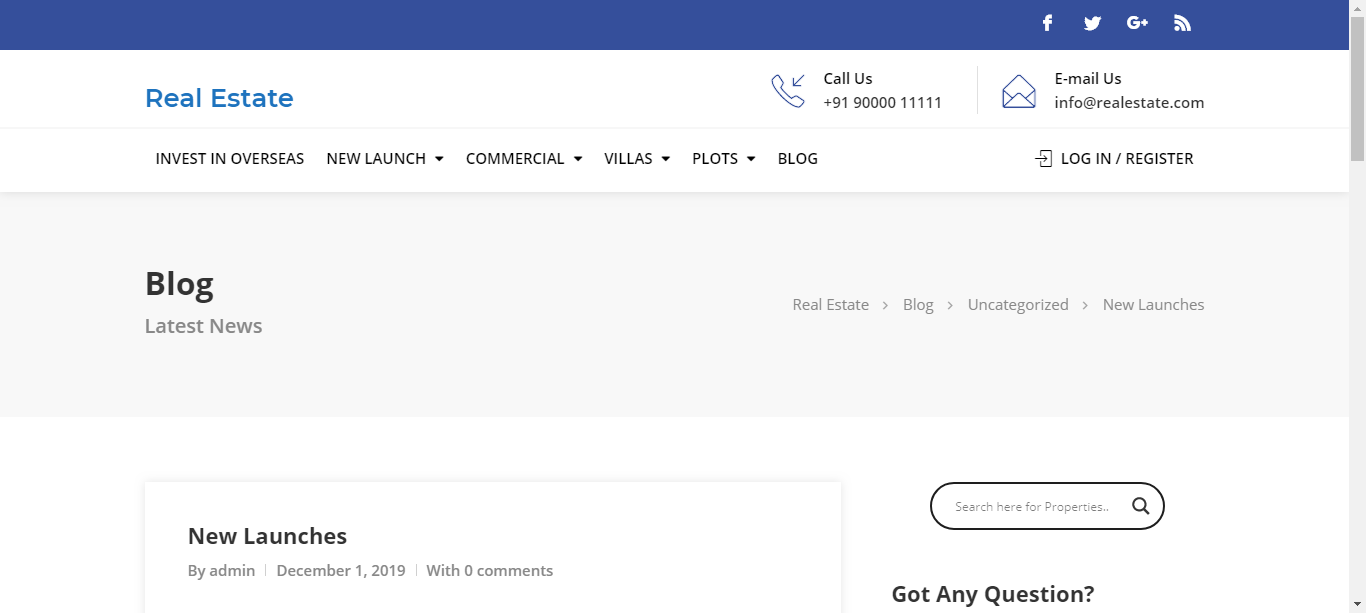 Real Estate
Call Us
+91 90000 11111
E-mail Us
info@realestate.com
INVEST IN OVERSEAS NEW LAUNCH COMMERCIAL VILLAS PLOTS BLOG LOG IN / REGISTER
Blog
Latest News
Real Estate > Blog > Uncategorized > New Launches
New Launches
By admin December 1, 2019 With 0 comments
Search here for Properties..
Got Any Question?